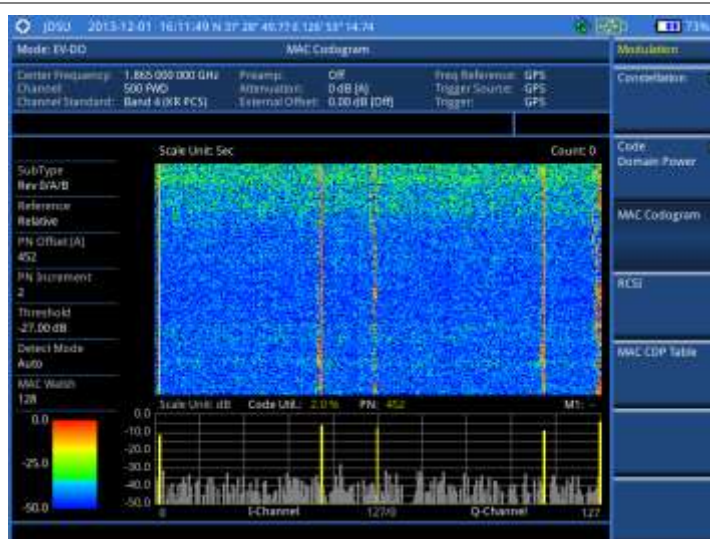 JDSU 2013-12-01 16:11:49 N 37° 28' 49.77 E 126° 53' 14.74 73%
Mode: EV-DO MAC Codogram Modulation
Center Frequency: 1.865 000 000 GHz Preamp: Off Freq Reference: GPS
Channel: 500 FWD Attenuation: 0 dB [A] Trigger Source: GPS
Channel Standard: Band 4 (KR PCS) External Offset: 0.00 dB [Off] Trigger: GPS
Constellation
Scale Unit: Sec Count: 0
Code
Domain Power
SubType
Rev 0/A/B
Reference
Relative
MAC Codogram
PN Offset [A]
452
PN Increment
2
RCSI
Threshold
-27.00 dB
Detect Mode
Auto
MAC CDP Table
MAC Walsh
128
Scale Unit: dB Code Util.: 2.0 % PN: 452 M1: --
0.0
-25.0
-50.0
0.0
-10.0
-20.0
-30.0
-40.0
-50.0
0 I-Channel 127/0 Q-Channel 127